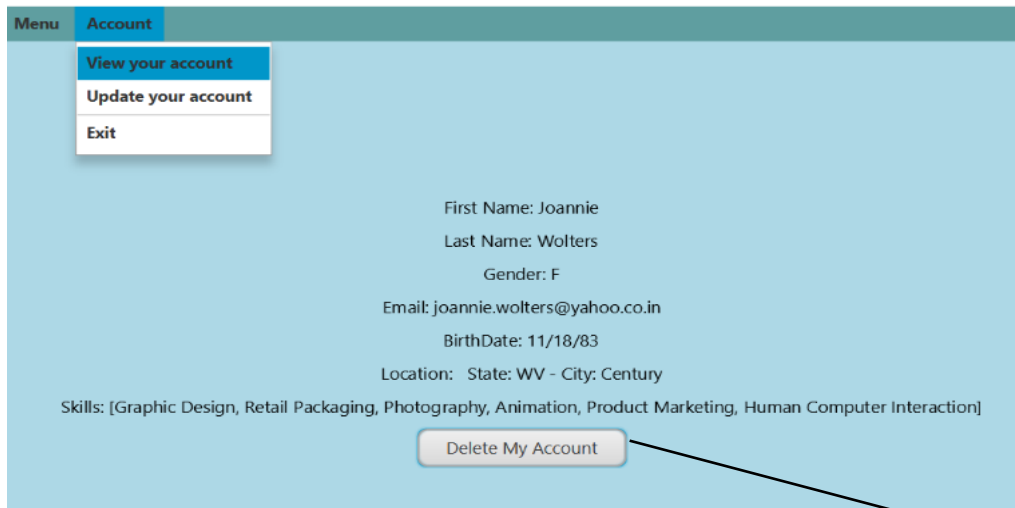 Menu Account
View your account
Update your account
Exit
First Name: Joannie
Last Name: Wolters
Gender: F
Email: joannie.wolters@yahoo.co.in
BirthDate: 11/18/83
Location: State: WV - City: Century
Skills: [Graphic Design, Retail Packaging, Photography, Animation, Product Marketing, Human Computer Interaction]
Delete My Account